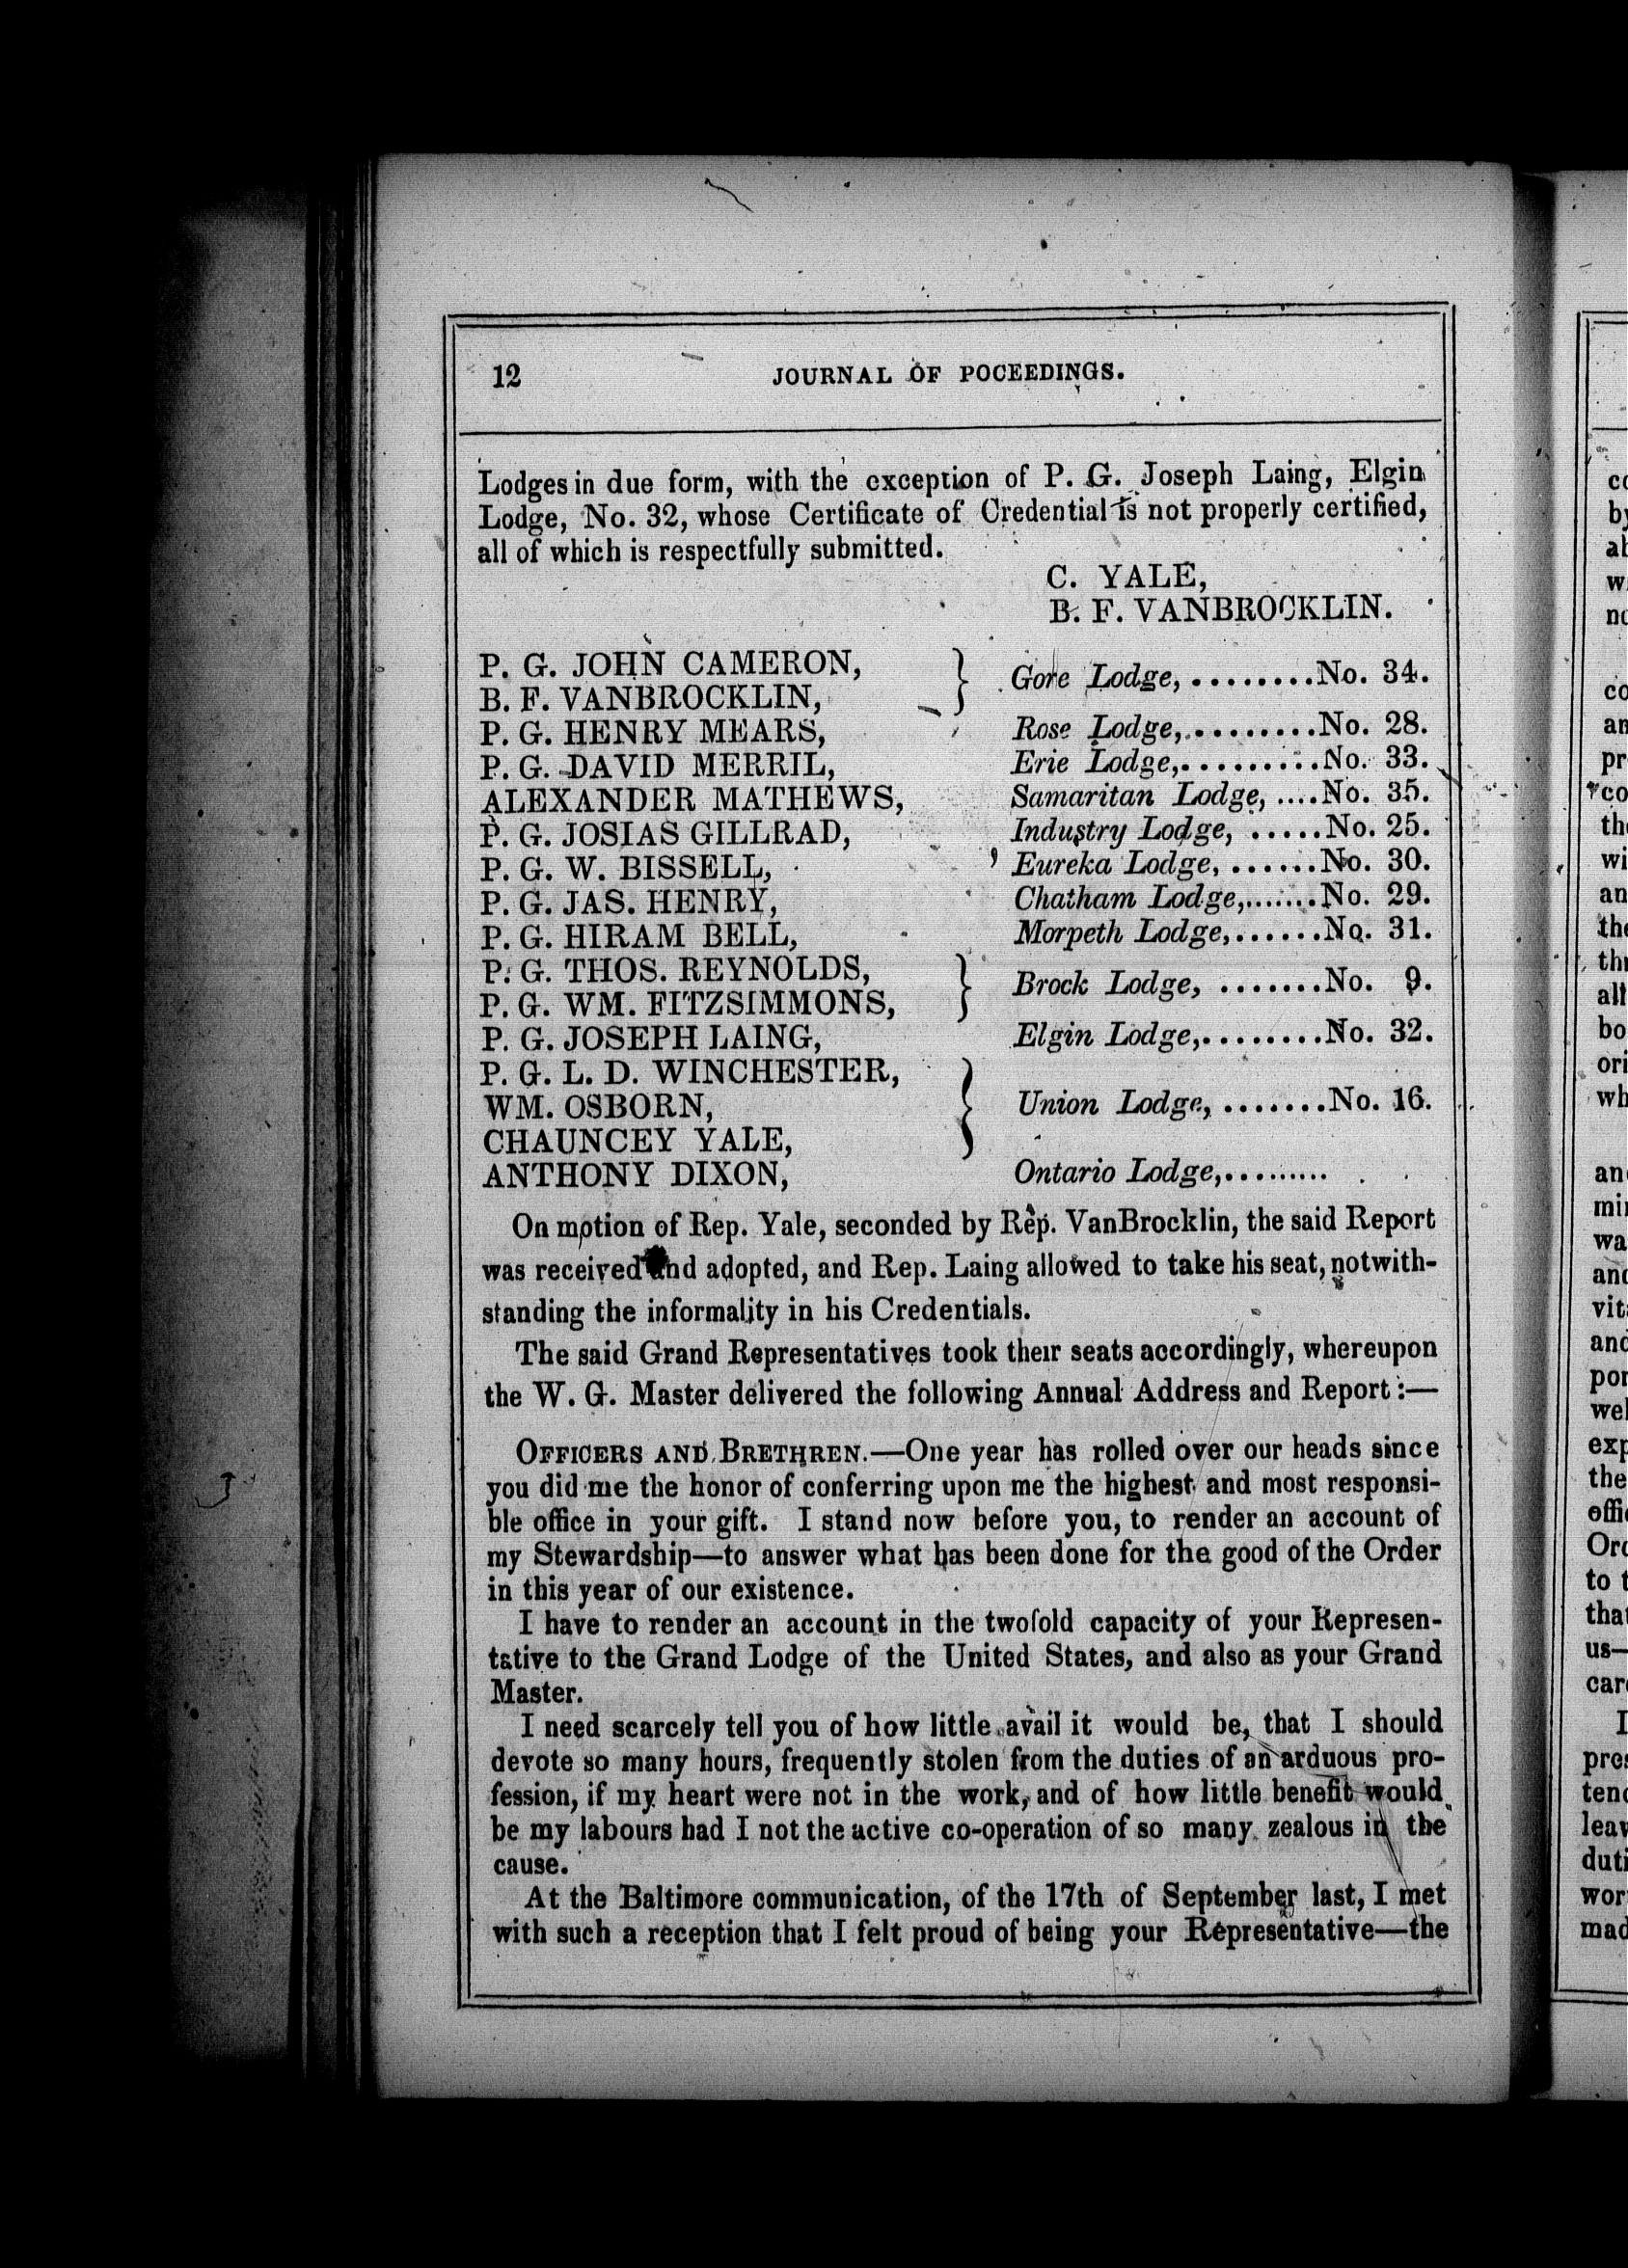 12 JOURNAL OF POCEEDINGS.
Lodges in due form, with the exception of P. G. Joseph Laing, Elgin
Lodge, No. 32, whose Certificate of Credential is not properly certified,
all of which is respectfully submitted.
C. YALE,
B. F. VANBROCKLIN.
P. G. JOHN CAMERON,
B. F. VANBROCKLIN, } Gore Lodge, ........No. 34.
P. G. HENRY MEARS, Rose Lodge,.........No. 28.
P. G. DAVID MERRIL, Erie Lodge,.........No. 33.
ALEXANDER MATHEWS, Samaritan Lodge, ....No. 35.
P. G. JOSIAS GILLRAD, Industry Lodge, .....No. 25.
P. G. W. BISSELL, Eureka Lodge, ......No. 30.
P. G. JAS. HENRY, Chatham Lodge,.......No. 29.
P. G. HIRAM BELL, Morpeth Lodge,......No. 31.
P. G. THOS. REYNOLDS,
P. G. WM. FITZSIMMONS, } Brock Lodge, .......No. 9.
P. G. JOSEPH LAING, Elgin Lodge,........No. 32.
P. G. L. D. WINCHESTER,
WM. OSBORN, } Union Lodge, .......No. 16.
CHAUNCEY YALE,
ANTHONY DIXON, Ontario Lodge,.........
On motion of Rep. Yale, seconded by Rep. VanBrocklin, the said Report
was received and adopted, and Rep. Laing allowed to take his seat, notwith-
standing the informality in his Credentials.
The said Grand Representatives took their seats accordingly, whereupon
the W. G. Master delivered the following Annual Address and Report:—
OFFICERS AND BRETHREN.—One year has rolled over our heads since
you did me the honor of conferring upon me the highest and most responsi-
ble office in your gift. I stand now before you, to render an account of
my Stewardship—to answer what has been done for the good of the Order
in this year of our existence.
I have to render an account in the twofold capacity of your Represen-
tative to the Grand Lodge of the United States, and also as your Grand
Master.
I need scarcely tell you of how little avail it would be, that I should
devote so many hours, frequently stolen from the duties of an arduous pro-
fession, if my heart were not in the work, and of how little benefit would
be my labours had I not the active co-operation of so many zealous in the
cause.
At the Baltimore communication, of the 17th of September last, I met
with such a reception that I felt proud of being your Representative—the